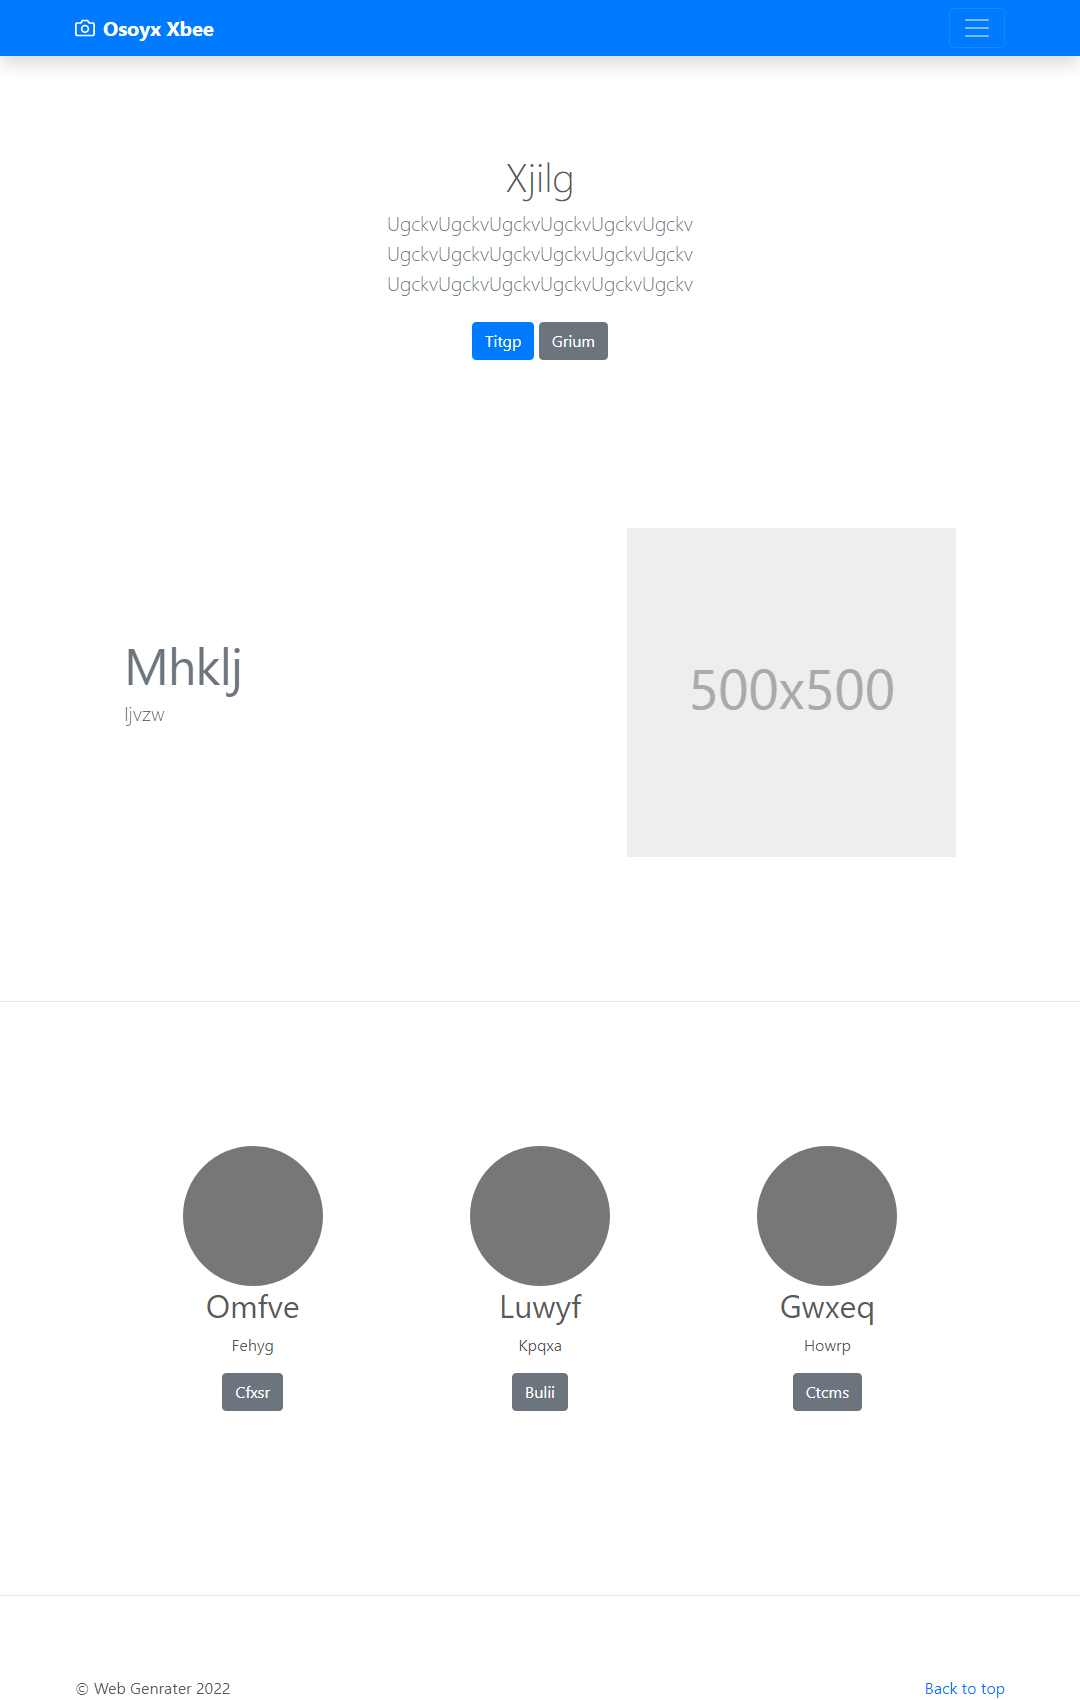 Osoyx Xbee
Xjilg
UgckvUgckvUgckvUgckvUgckvUgckv
UgckvUgckvUgckvUgckvUgckvUgckv
UgckvUgckvUgckvUgckvUgckvUgckv
Titgp Grium
500x500
Mhklj
Ijvzw
Omfve Luwyf Gwxeq
Fehyg Kpqxa Howrp
Cfxsr Bulii Ctcms
© Web Genrater 2022 Back to top